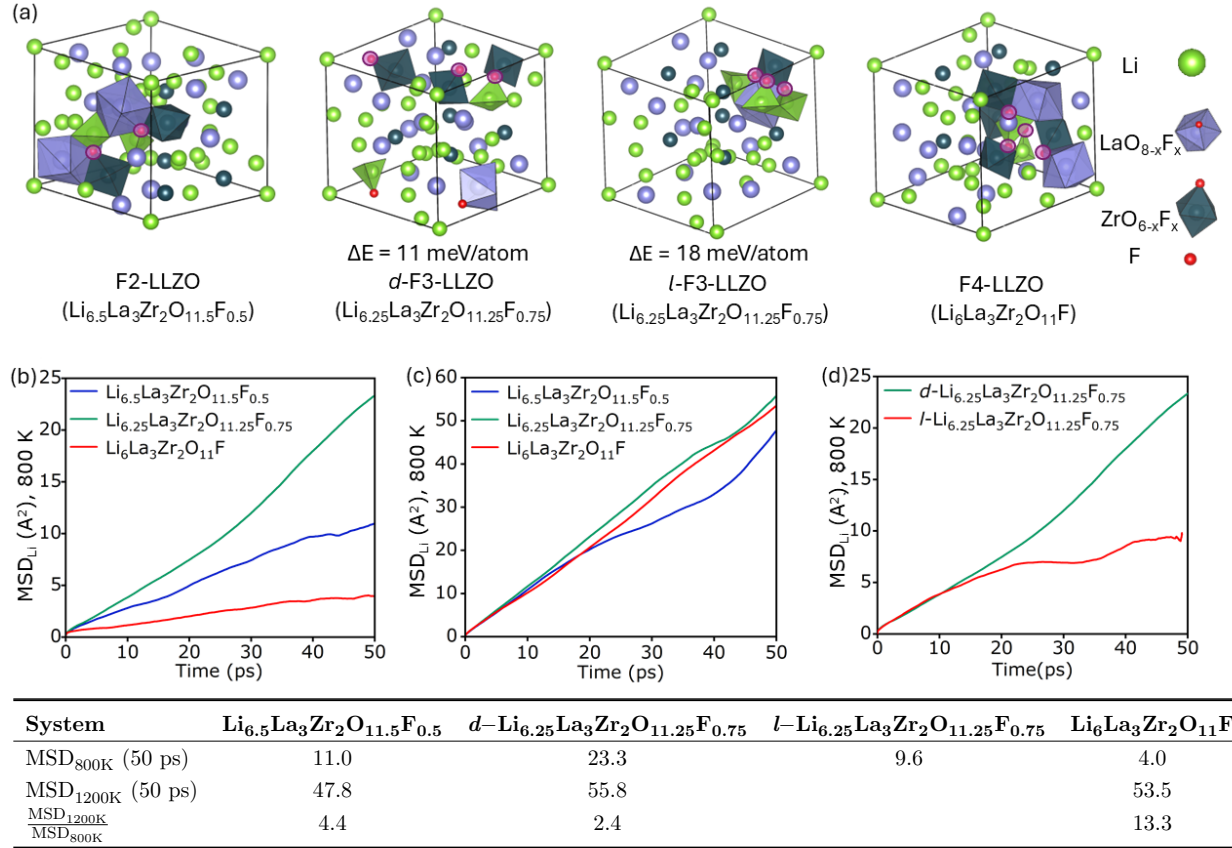 (a)
Li
LaO8-xFx
ZrO6-xFx
F
ΔE = 11 meV/atom
ΔE = 18 meV/atom
F2-LLZO
d-F3-LLZO
l-F3-LLZO
F4-LLZO
(Li6.5La3Zr2O11.5F0.5)
(Li6.25La3Zr2O11.25F0.75)
(Li6.25La3Zr2O11.25F0.75)
(Li6La3Zr2O11F)
(b)
Li6.5La3Zr2O11.5F0.5
Li6.25La3Zr2O11.25F0.75
Li6La3Zr2O11F
MSDLi (A²), 800 K
25
20
15
10
5
0
0 10 20 30 40 50
Time (ps)
(c)
Li6.5La3Zr2O11.5F0.5
Li6.25La3Zr2O11.25F0.75
Li6La3Zr2O11F
MSDLi (A²), 800 K
60
50
40
30
20
10
0
0 10 20 30 40 50
Time (ps)
(d)
d-Li6.25La3Zr2O11.25F0.75
l-Li6.25La3Zr2O11.25F0.75
MSDLi (A²), 800 K
25
20
15
10
5
0
0 10 20 30 40 50
Time(ps)
System Li6.5La3Zr2O11.5F0.5 d−Li6.25La3Zr2O11.25F0.75 l−Li6.25La3Zr2O11.25F0.75 Li6La3Zr2O11F
MSD800K (50 ps) 11.0 23.3 9.6 4.0
MSD1200K (50 ps) 47.8 55.8 53.5
MSD1200K
MSD800K
4.4 2.4 13.3